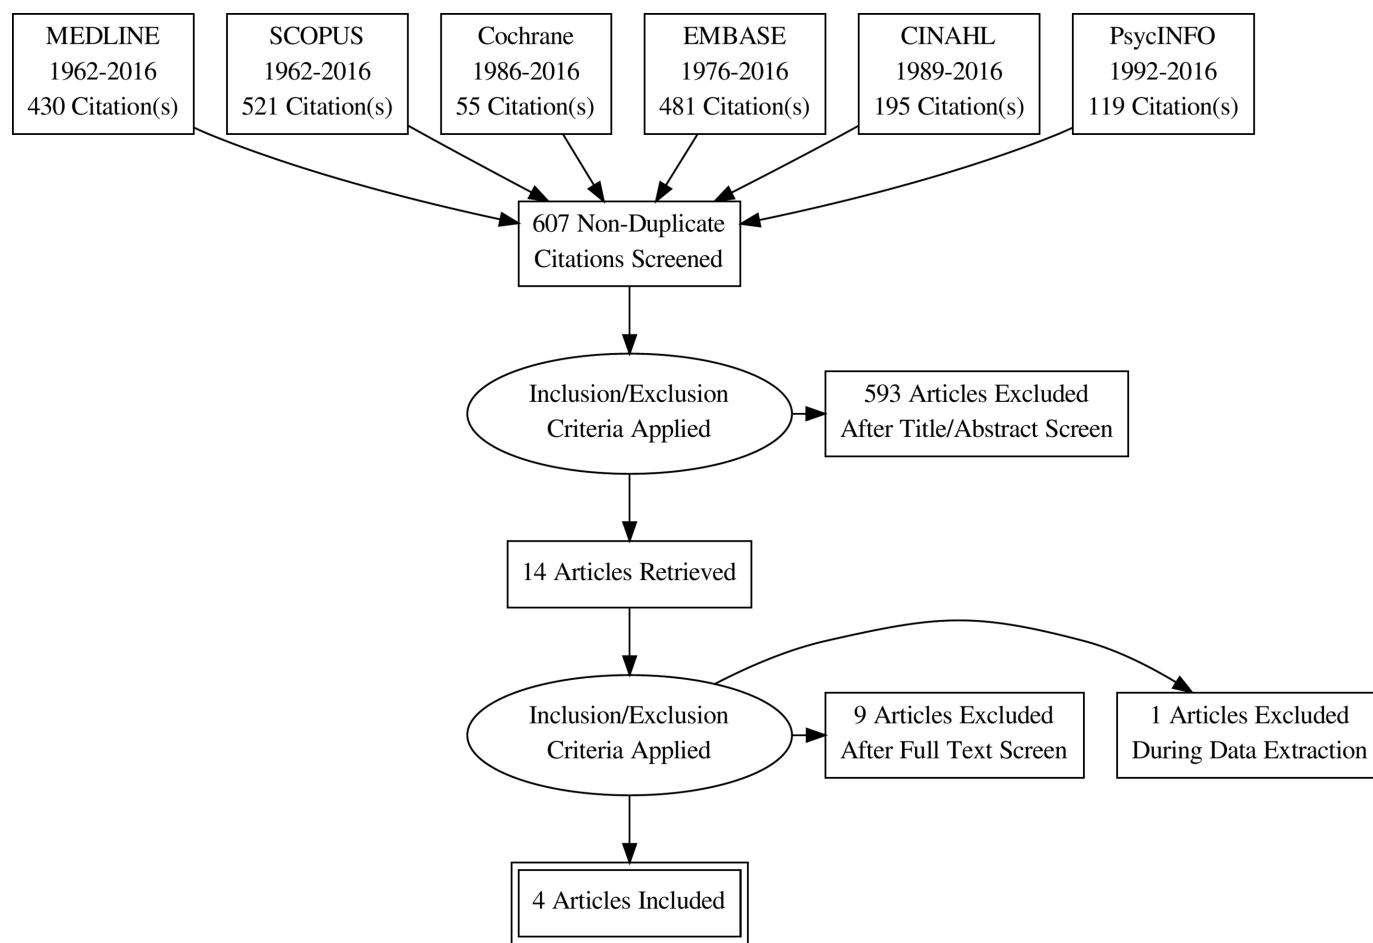 MEDLINE
1962-2016
430 Citation(s)
SCOPUS
1962-2016
521 Citation(s)
Cochrane
1986-2016
55 Citation(s)
EMBASE
1976-2016
481 Citation(s)
CINAHL
1989-2016
195 Citation(s)
PsycINFO
1992-2016
119 Citation(s)
607 Non-Duplicate
Citations Screened
Inclusion/Exclusion
Criteria Applied
593 Articles Excluded
After Title/Abstract Screen
14 Articles Retrieved
Inclusion/Exclusion
Criteria Applied
9 Articles Excluded
After Full Text Screen
1 Articles Excluded
During Data Extraction
4 Articles Included